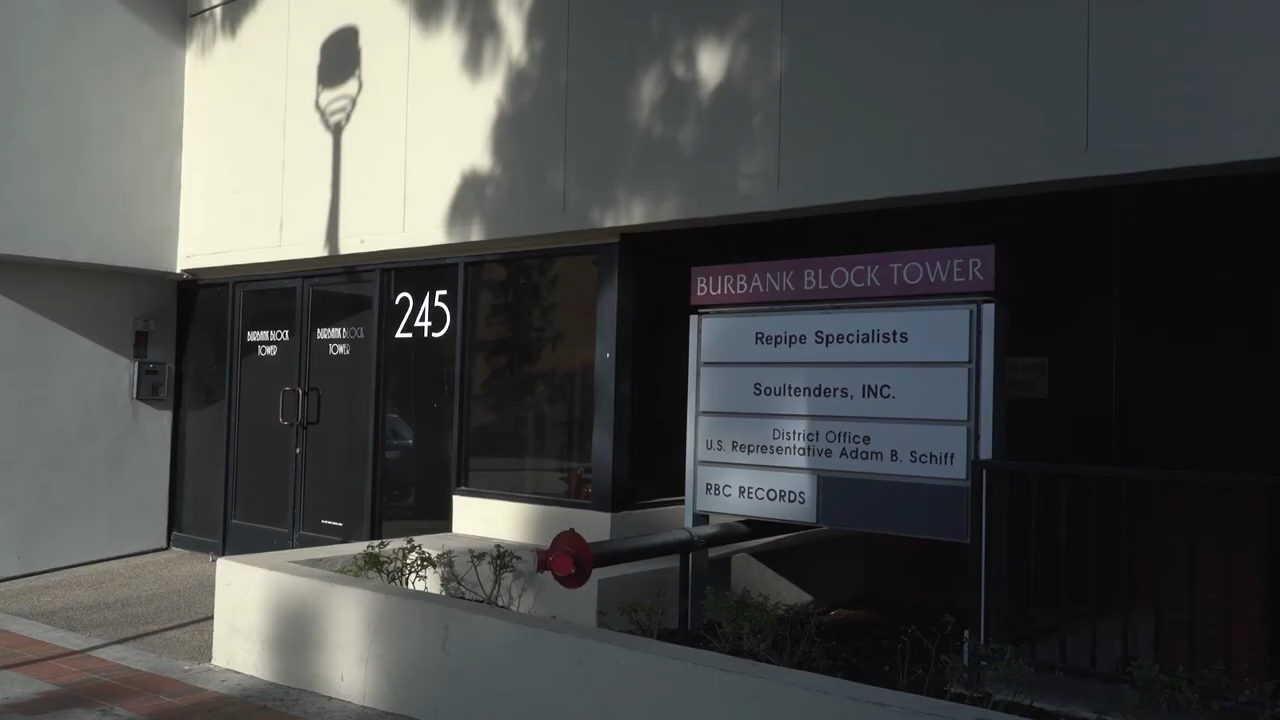 BURBANK BLOCK
TOWER
BURBANK BLOCK
TOWER
245
BURBANK BLOCK TOWER
Repipe Specialists
Soultenders, INC.
District Office
U.S. Representative Adam B. Schiff
RBC RECORDS